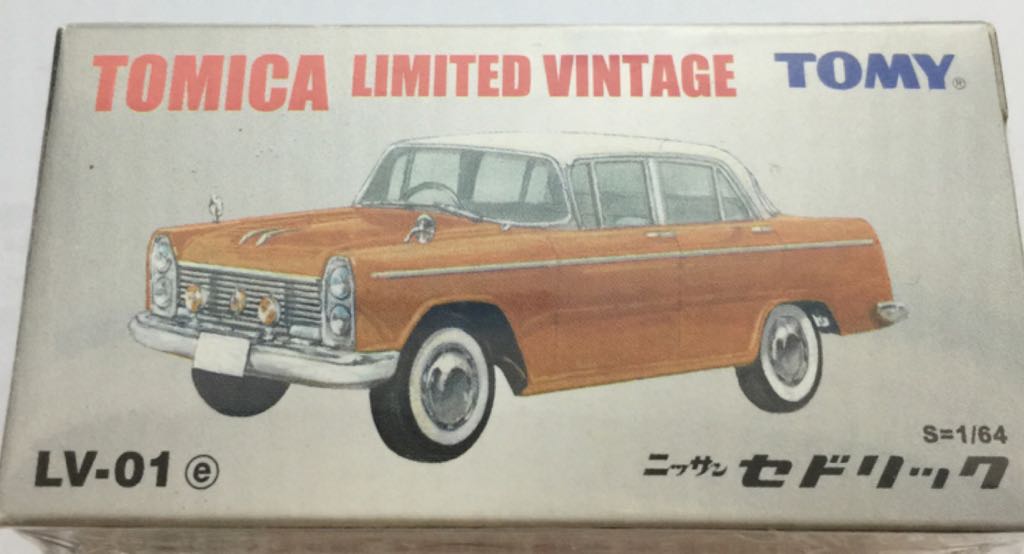 TOMICA LIMITED VINTAGE TOMY®
S=1/64
LV-01 ⓔ ニッサン セドリック